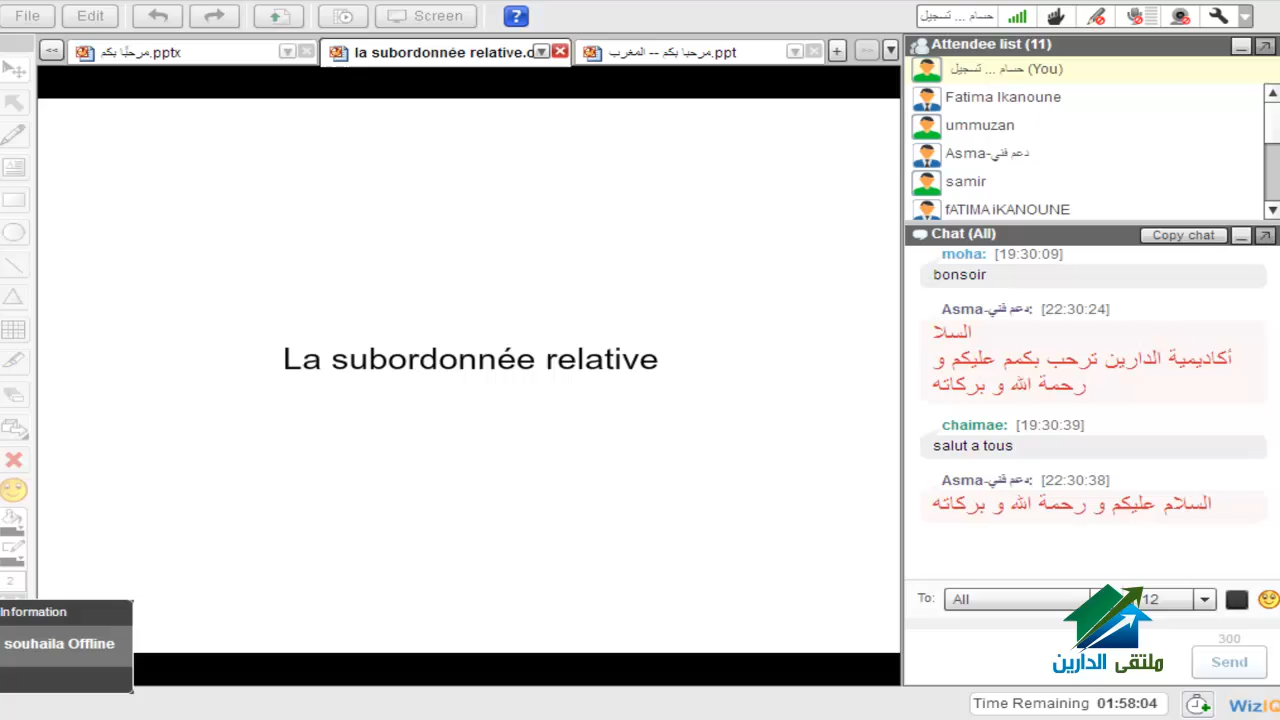 File
Edit
Screen
?
حسام ... تسجيل
مرحبًا بكم.pptx
la subordonnée relative.
مرحبا بكم -- المغرب.ppt
La subordonnée relative
2
Information
souhaila Offline
Attendee list (11)
حسام ... تسجيل (You)
Fatima Ikanoune
ummuzan
Asma-دعم فني
samir
fATIMA iKANOUNE
Chat (All)
Copy chat
moha: [19:30:09]
bonsoir
Asma-دعم فني: [22:30:24]
السلا
أكاديمية الدارين ترحب بكمم عليكم و
رحمة الله و بركاته
chaimae: [19:30:39]
salut a tous
Asma-دعم فني: [22:30:38]
السلام عليكم و رحمة الله و بركاته
To:
All
12
ملتقى الدارين
300
Send
Time Remaining 01:58:04
WizIQ